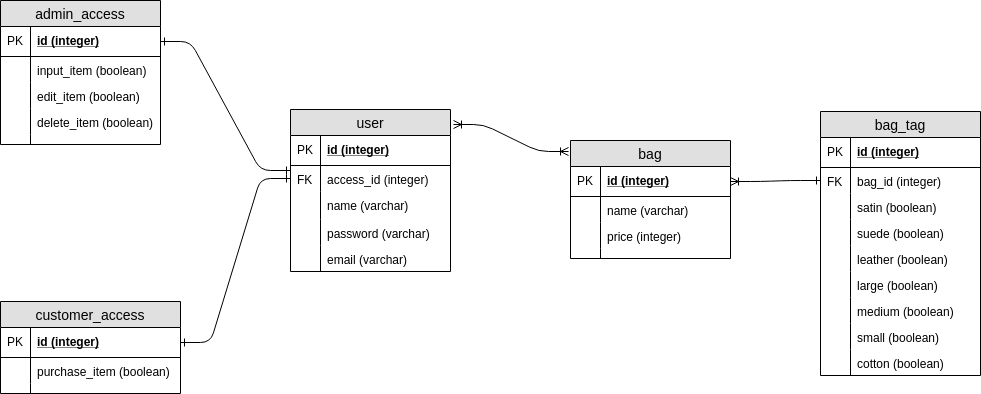 admin_access
PK id (integer)
input_item (boolean)
edit_item (boolean)
delete_item (boolean)
user
PK id (integer)
FK access_id (integer)
name (varchar)
password (varchar)
email (varchar)
bag
PK id (integer)
name (varchar)
price (integer)
bag_tag
PK id (integer)
FK bag_id (integer)
satin (boolean)
suede (boolean)
leather (boolean)
large (boolean)
medium (boolean)
small (boolean)
cotton (boolean)
customer_access
PK id (integer)
purchase_item (boolean)